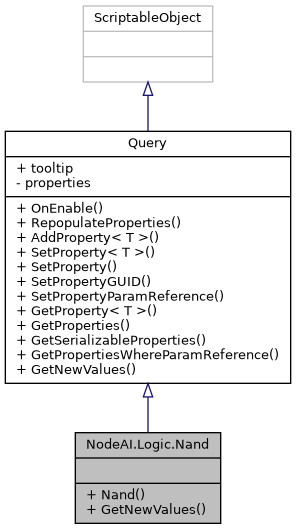 ScriptableObject
Query
+ tooltip
- properties
+ OnEnable()
+ RepopulateProperties()
+ AddProperty< T >()
+ SetProperty< T >()
+ SetProperty()
+ SetPropertyGUID()
+ SetPropertyParamReference()
+ GetProperty< T >()
+ GetProperties()
+ GetSerializableProperties()
+ GetPropertiesWhereParamReference()
+ GetNewValues()
NodeAI.Logic.Nand
+ Nand()
+ GetNewValues()